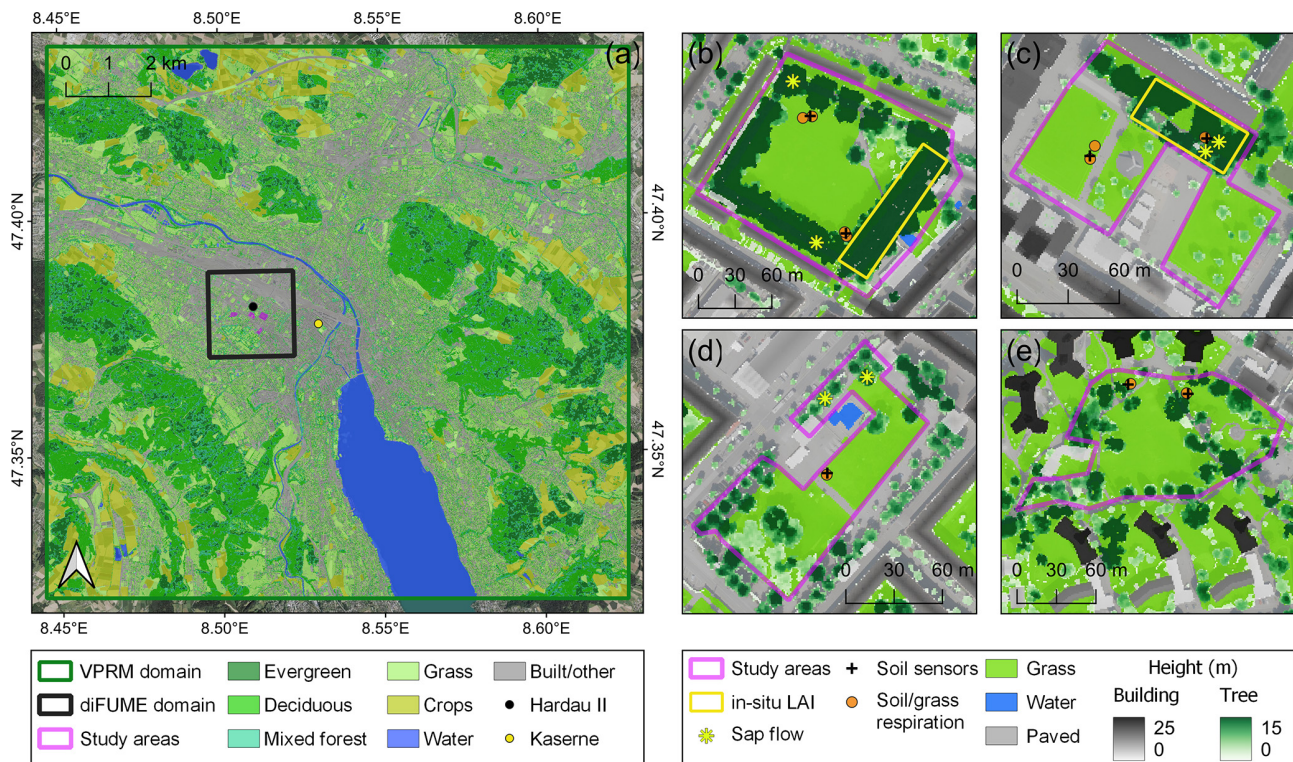 8.45°E 8.50°E 8.55°E 8.60°E
(a)
0 1 2 km
47.40°N
47.35°N
47.40°N
47.35°N
8.45°E 8.50°E 8.55°E 8.60°E
(b)
0 30 60 m
(c)
0 30 60 m
(d)
0 30 60 m
(e)
0 30 60 m
VPRM domain
diFUME domain
Study areas
Evergreen
Deciduous
Mixed forest
Grass
Crops
Water
Built/other
Hardau II
Kaserne
Study areas
in-situ LAI
Sap flow
Soil sensors
Soil/grass
respiration
Grass
Water
Paved
Height (m)
Building Tree
25 15
0 0